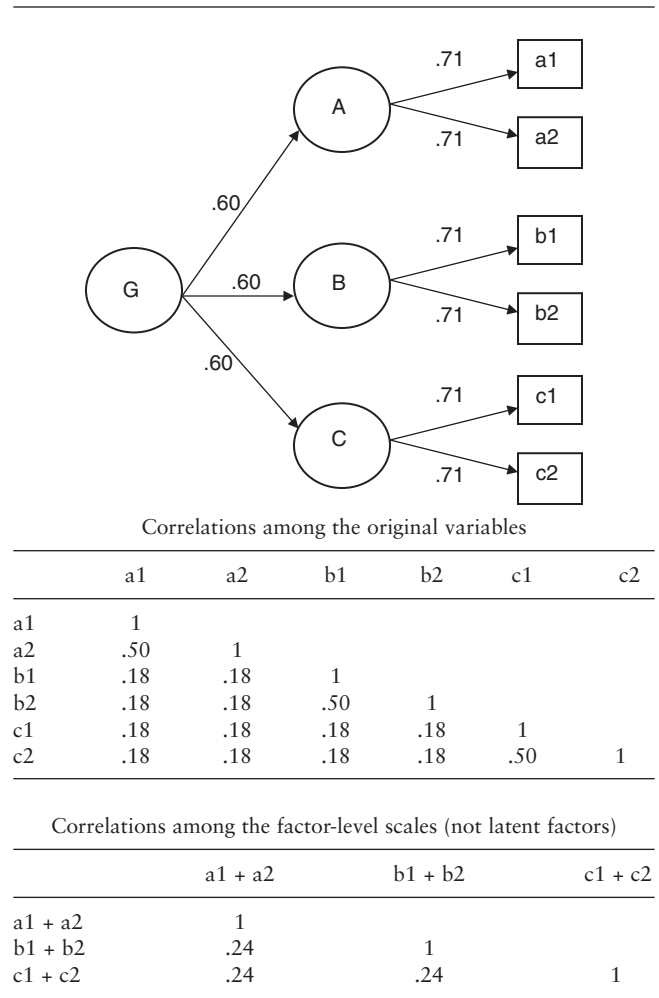 .71
a1
A
.71
a2
.60
.71
b1
G
.60
B
.71
b2
.60
.71
c1
C
.71
c2
Correlations among the original variables
a1 a2 b1 b2 c1 c2
a1 1
a2 .50 1
b1 .18 .18 1
b2 .18 .18 .50 1
c1 .18 .18 .18 .18 1
c2 .18 .18 .18 .18 .50 1
Correlations among the factor-level scales (not latent factors)
a1 + a2 b1 + b2 c1 + c2
a1 + a2 1
b1 + b2 .24 1
c1 + c2 .24 .24 1